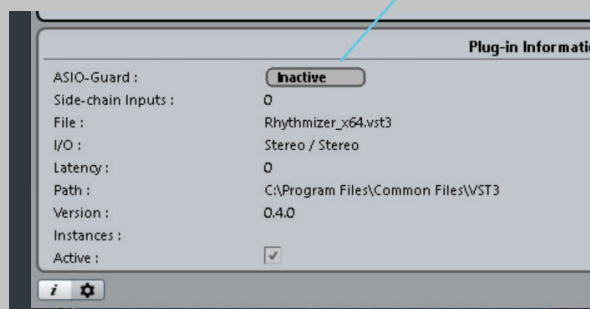 Plug-in Informati
ASIO-Guard : Inactive
Side-chain Inputs : 0
File : Rhythmizer_x64.vst3
I/O : Stereo / Stereo
Latency : 0
Path : C:\Program Files\Common Files\VST3
Version : 0.4.0
Instances :
Active :
i